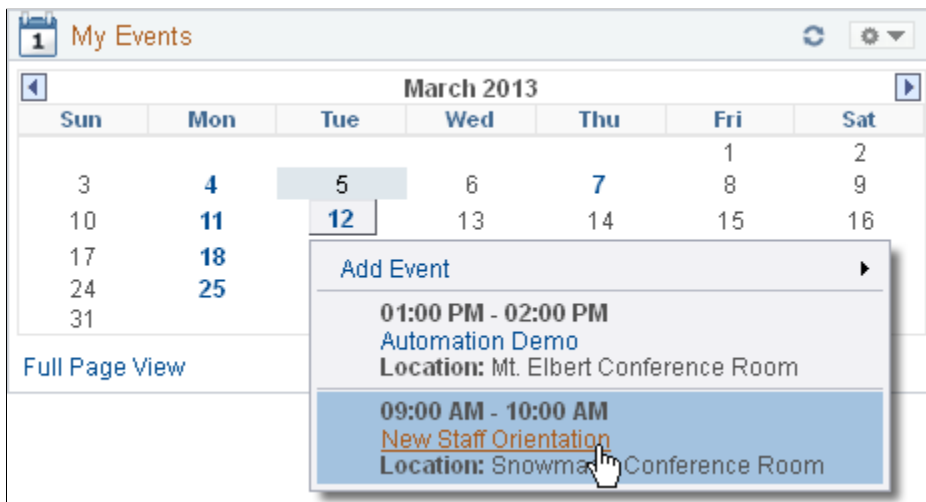 1 My Events
March 2013
Sun Mon Tue Wed Thu Fri Sat
1 2
3 4 5 6 7 8 9
10 11 12 13 14 15 16
17 18
24 25
31
Add Event
01:00 PM - 02:00 PM
Automation Demo
Location: Mt. Elbert Conference Room
09:00 AM - 10:00 AM
New Staff Orientation
Location: Conference Room
Full Page View